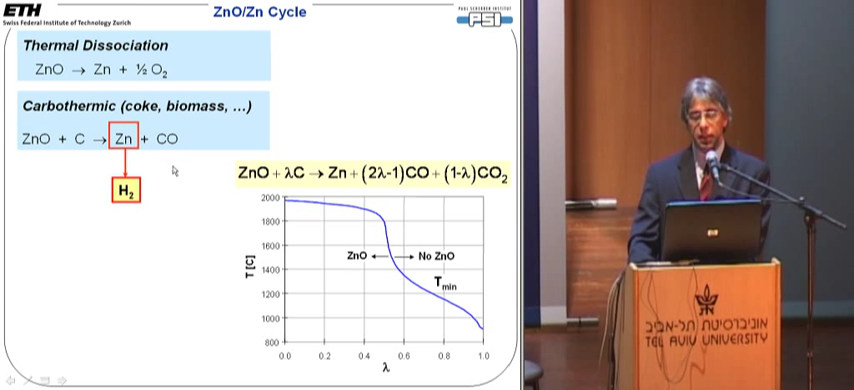 ETH
Swiss Federal Institute of Technology Zurich
ZnO/Zn Cycle
PAUL SCHERRER INSTITUT
PSI
Thermal Dissociation
ZnO → Zn + ½ O₂
Carbothermic (coke, biomass, ...)
ZnO + C → Zn + CO
H₂
ZnO + λC → Zn + (2λ-1)CO + (1-λ)CO₂
T [C]
2000
1800
1600
1400
1200
1000
800
ZnO ← → No ZnO
Tmin
0.0 0.2 0.4 0.6 0.8 1.0
λ
אוניברסיטת תל-אביב
TEL AVIV UNIVERSITY